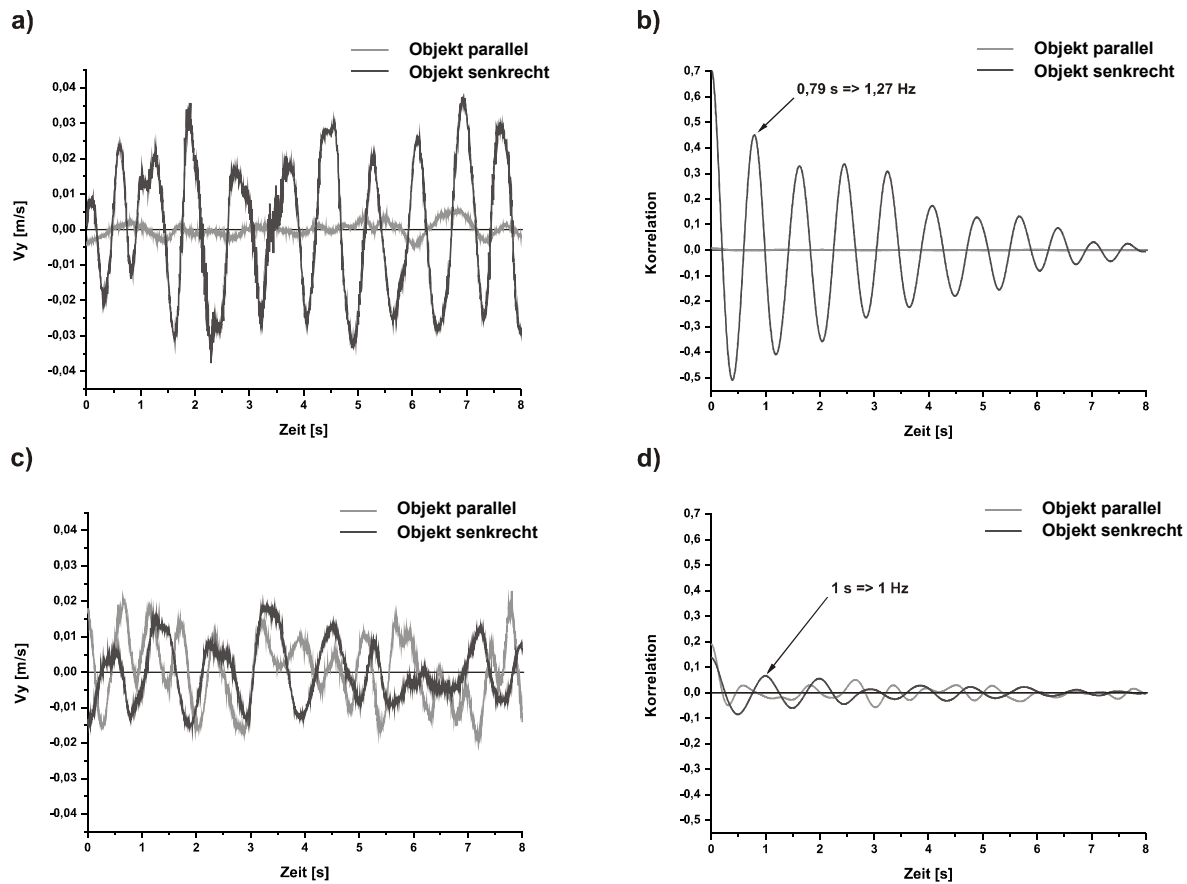 a)
Objekt parallel
Objekt senkrecht
0,04
0,03
0,02
0,01
0,00
-0,01
-0,02
-0,03
-0,04
Vy [m/s]
0 1 2 3 4 5 6 7 8
Zeit [s]
b)
Objekt parallel
Objekt senkrecht
0,79 s => 1,27 Hz
0,7
0,6
0,5
0,4
0,3
0,2
0,1
0,0
-0,1
-0,2
-0,3
-0,4
-0,5
Korrelation
0 1 2 3 4 5 6 7 8
Zeit [s]
c)
Objekt parallel
Objekt senkrecht
0,04
0,03
0,02
0,01
0,00
-0,01
-0,02
-0,03
-0,04
Vy [m/s]
0 1 2 3 4 5 6 7 8
Zeit [s]
d)
Objekt parallel
Objekt senkrecht
1 s => 1 Hz
0,7
0,6
0,5
0,4
0,3
0,2
0,1
0,0
-0,1
-0,2
-0,3
-0,4
-0,5
Korrelation
0 1 2 3 4 5 6 7 8
Zeit [s]